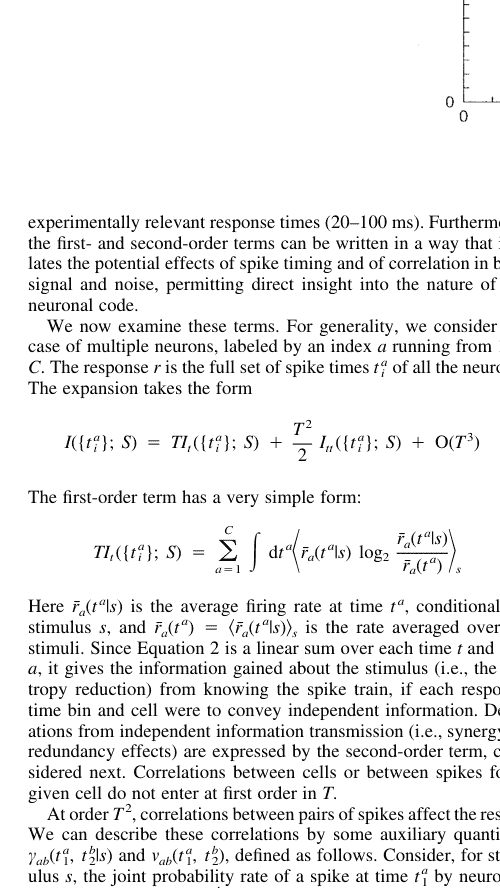 0
0
experimentally relevant response times (20–100 ms). Furtherm
the first- and second-order terms can be written in a way that i
lates the potential effects of spike timing and of correlation in b
signal and noise, permitting direct insight into the nature of
neuronal code.
We now examine these terms. For generality, we consider
case of multiple neurons, labeled by an index a running from
C. The response r is the full set of spike times t_i^a of all the neuro
The expansion takes the form
I({t_i^a}; S) = TI_t({t_i^a}; S) + T^2/2 I_tt({t_i^a}; S) + O(T^3)
The first-order term has a very simple form:
TI_t({t_i^a}; S) = ∑_{a=1}^{C} ∫ dt^a ⟨ r̄_a(t^a|s) log_2 r̄_a(t^a|s)/r̄_a(t^a) ⟩_s
Here r̄_a(t^a|s) is the average firing rate at time t^a, conditional
stimulus s, and r̄_a(t^a) = ⟨r̄_a(t^a|s)⟩_s is the rate averaged over
stimuli. Since Equation 2 is a linear sum over each time t and
a, it gives the information gained about the stimulus (i.e., the
tropy reduction) from knowing the spike train, if each respo
time bin and cell were to convey independent information. De
ations from independent information transmission (i.e., synergy
redundancy effects) are expressed by the second-order term, c
sidered next. Correlations between cells or between spikes fo
given cell do not enter at first order in T.
At order T^2, correlations between pairs of spikes affect the res
We can describe these correlations by some auxiliary quanti
γ_ab(t_1^a, t_2^b|s) and ν_ab(t_1^a, t_2^b), defined as follows. Consider, for st
ulus s, the joint probability rate of a spike at time t_1^a by neuro